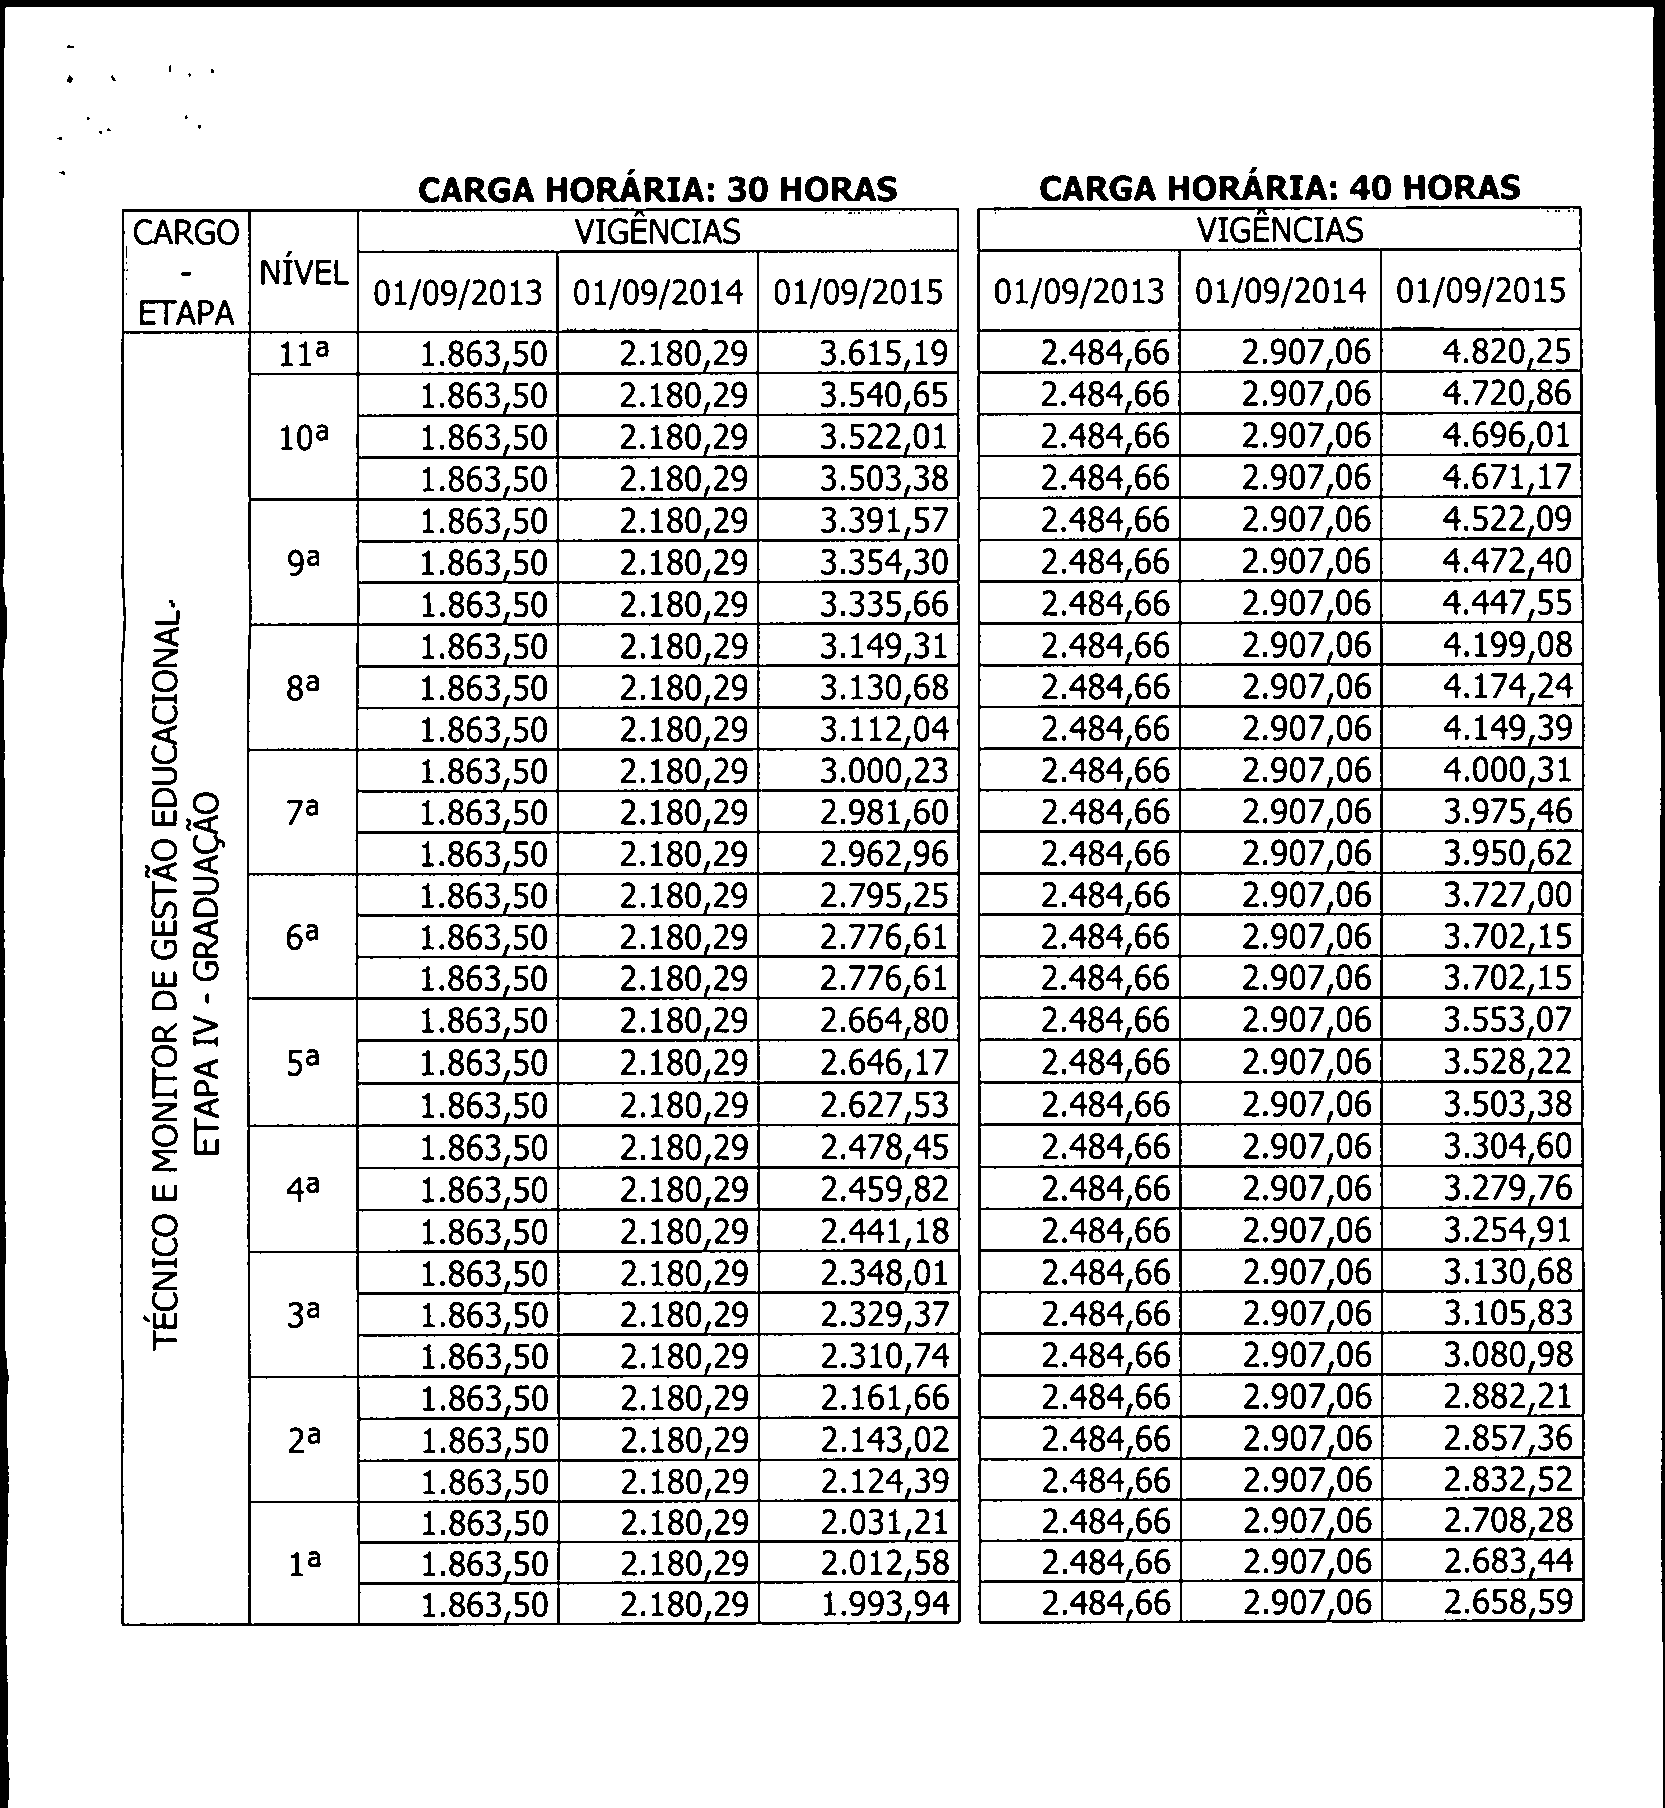 CARGA HORÁRIA: 30 HORAS CARGA HORÁRIA: 40 HORAS
CARGO - ETAPA NÍVEL VIGÊNCIAS VIGÊNCIAS
01/09/2013 01/09/2014 01/09/2015 01/09/2013 01/09/2014 01/09/2015
TÉCNICO E MONITOR DE GESTÃO EDUCACIONAL-
ETAPA IV - GRADUAÇÃO
11ª 1.863,50 2.180,29 3.615,19 2.484,66 2.907,06 4.820,25
1.863,50 2.180,29 3.540,65 2.484,66 2.907,06 4.720,86
10ª 1.863,50 2.180,29 3.522,01 2.484,66 2.907,06 4.696,01
1.863,50 2.180,29 3.503,38 2.484,66 2.907,06 4.671,17
1.863,50 2.180,29 3.391,57 2.484,66 2.907,06 4.522,09
9ª 1.863,50 2.180,29 3.354,30 2.484,66 2.907,06 4.472,40
1.863,50 2.180,29 3.335,66 2.484,66 2.907,06 4.447,55
1.863,50 2.180,29 3.149,31 2.484,66 2.907,06 4.199,08
8ª 1.863,50 2.180,29 3.130,68 2.484,66 2.907,06 4.174,24
1.863,50 2.180,29 3.112,04 2.484,66 2.907,06 4.149,39
1.863,50 2.180,29 3.000,23 2.484,66 2.907,06 4.000,31
7ª 1.863,50 2.180,29 2.981,60 2.484,66 2.907,06 3.975,46
1.863,50 2.180,29 2.962,96 2.484,66 2.907,06 3.950,62
1.863,50 2.180,29 2.795,25 2.484,66 2.907,06 3.727,00
6ª 1.863,50 2.180,29 2.776,61 2.484,66 2.907,06 3.702,15
1.863,50 2.180,29 2.776,61 2.484,66 2.907,06 3.702,15
1.863,50 2.180,29 2.664,80 2.484,66 2.907,06 3.553,07
5ª 1.863,50 2.180,29 2.646,17 2.484,66 2.907,06 3.528,22
1.863,50 2.180,29 2.627,53 2.484,66 2.907,06 3.503,38
1.863,50 2.180,29 2.478,45 2.484,66 2.907,06 3.304,60
4ª 1.863,50 2.180,29 2.459,82 2.484,66 2.907,06 3.279,76
1.863,50 2.180,29 2.441,18 2.484,66 2.907,06 3.254,91
1.863,50 2.180,29 2.348,01 2.484,66 2.907,06 3.130,68
3ª 1.863,50 2.180,29 2.329,37 2.484,66 2.907,06 3.105,83
1.863,50 2.180,29 2.310,74 2.484,66 2.907,06 3.080,98
1.863,50 2.180,29 2.161,66 2.484,66 2.907,06 2.882,21
2ª 1.863,50 2.180,29 2.143,02 2.484,66 2.907,06 2.857,36
1.863,50 2.180,29 2.124,39 2.484,66 2.907,06 2.832,52
1.863,50 2.180,29 2.031,21 2.484,66 2.907,06 2.708,28
1ª 1.863,50 2.180,29 2.012,58 2.484,66 2.907,06 2.683,44
1.863,50 2.180,29 1.993,94 2.484,66 2.907,06 2.658,59